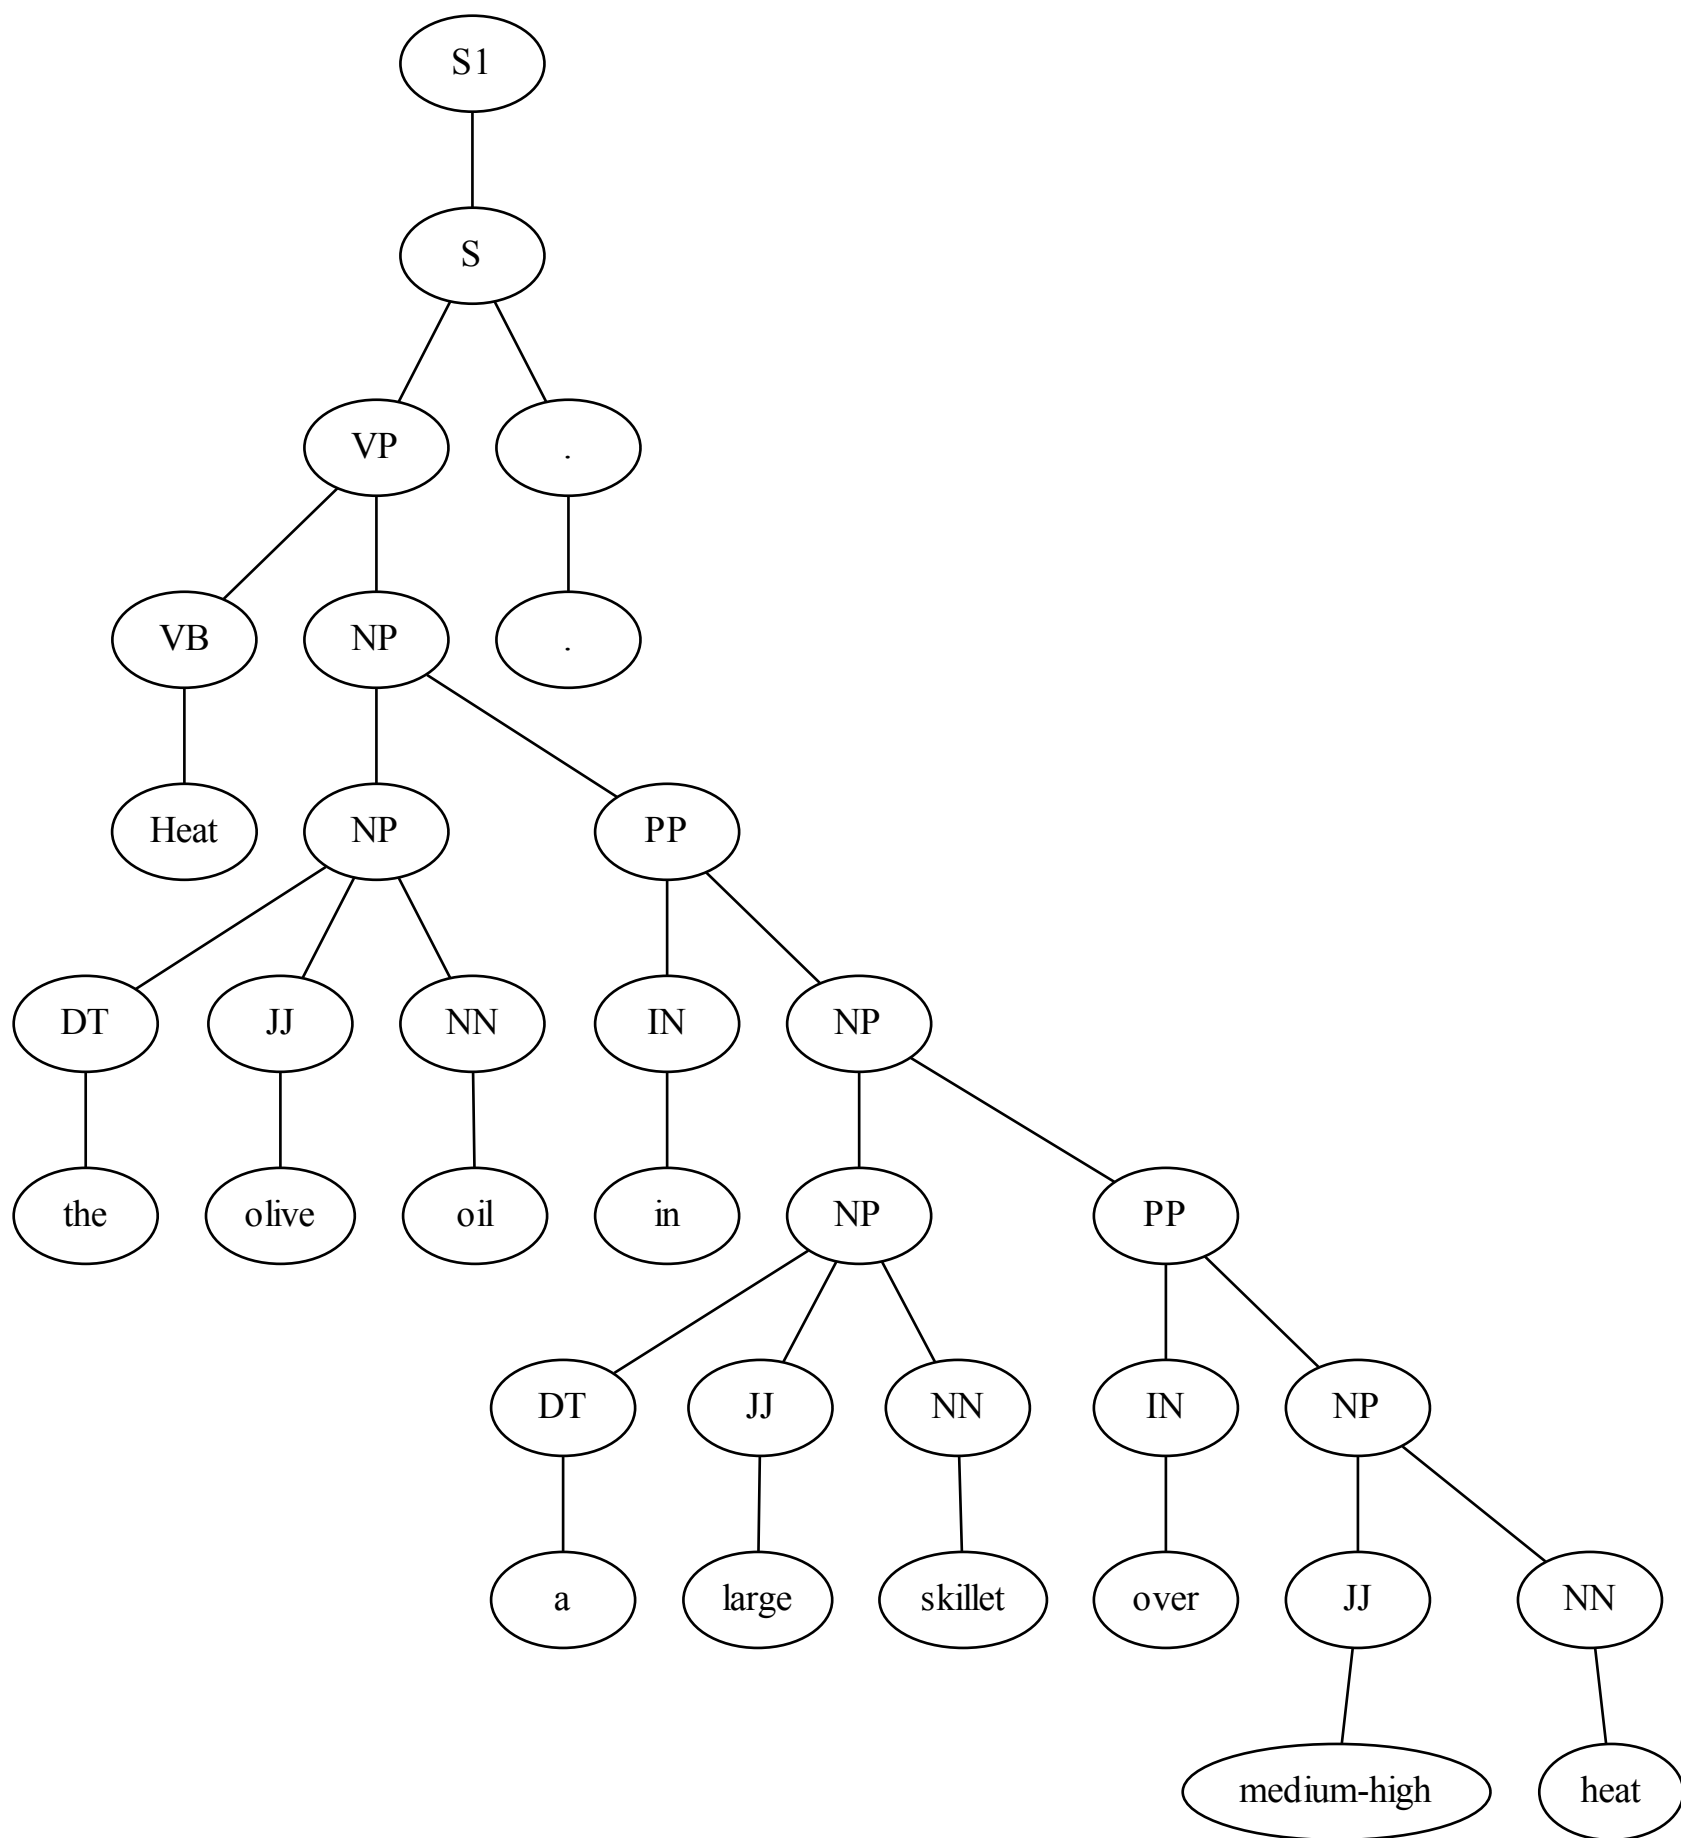 S1
S
VP .
VB NP .
Heat NP PP
DT JJ NN IN NP
the olive oil in NP PP
DT JJ NN IN NP
a large skillet over JJ NN
medium-high heat